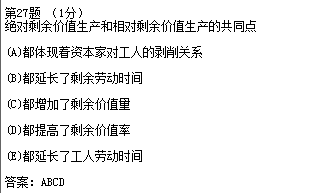 第27题 （1分）
绝对剩余价值生产和相对剩余价值生产的共同点
(A)都体现着资本家对工人的剥削关系
(B)都延长了剩余劳动时间
(C)都增加了剩余价值量
(D)都提高了剩余价值率
(E)都延长了工人劳动时间
答案: ABCD